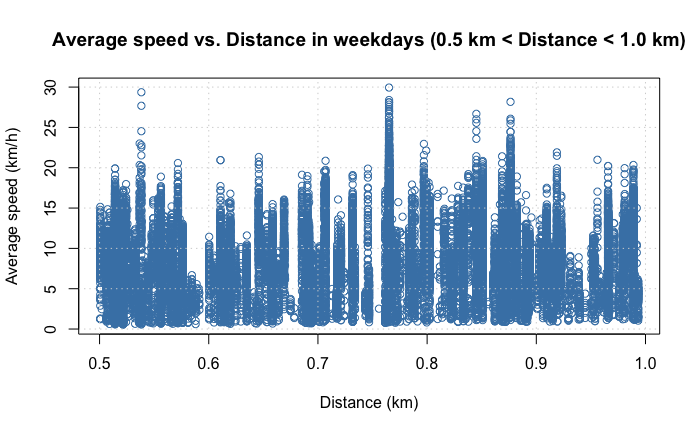 Average speed vs. Distance in weekdays (0.5 km < Distance < 1.0 km)
Average speed (km/h)
30
25
20
15
10
5
0
0.5 0.6 0.7 0.8 0.9 1.0
Distance (km)